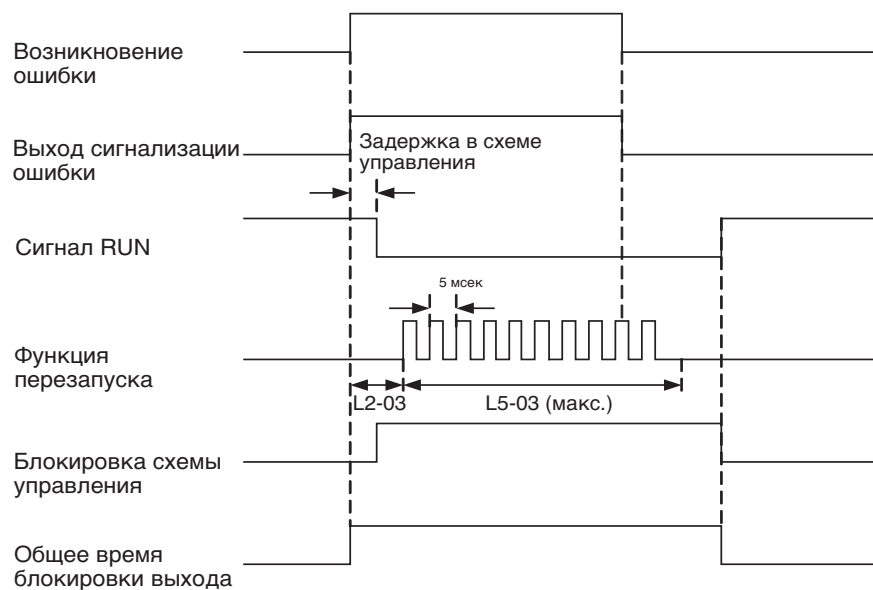 Возникновение
ошибки
Выход сигнализации
ошибки
Задержка в схеме
управления
Сигнал RUN
5 мсек
Функция
перезапуска
L2-03
L5-03 (макс.)
Блокировка схемы
управления
Общее время
блокировки выхода